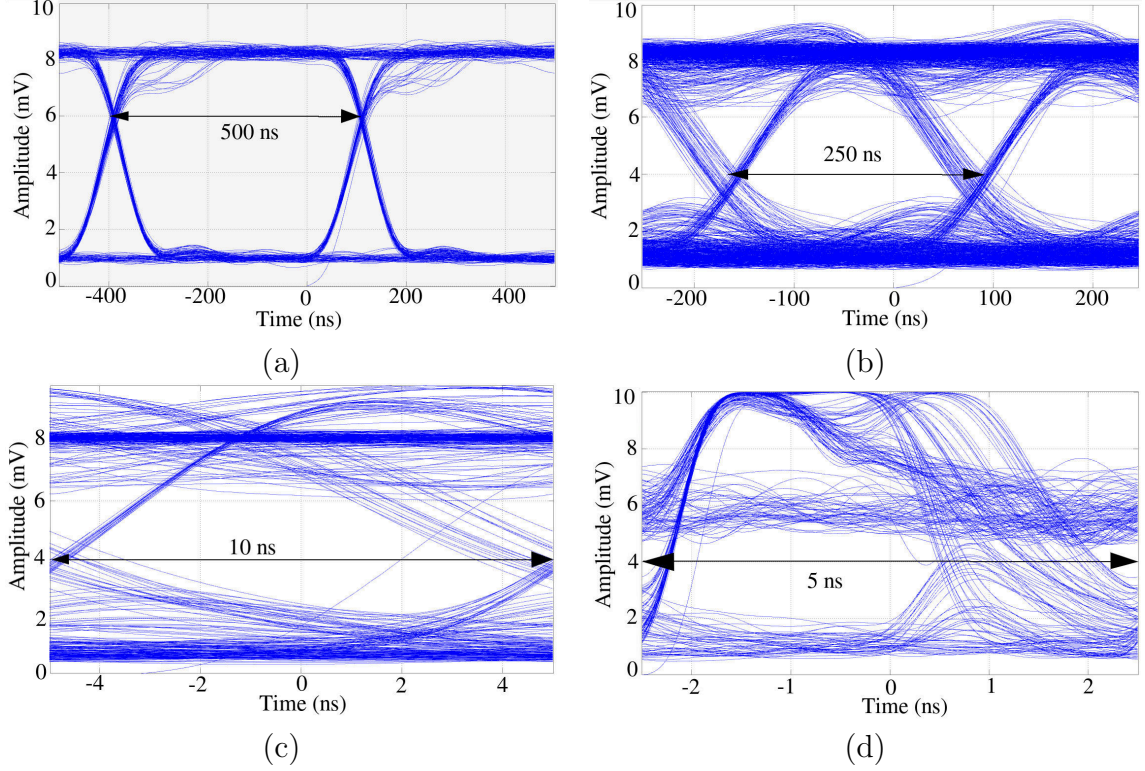 10
8
6
4
2
0
Amplitude (mV)
500 ns
-400 -200 0 200 400
Time (ns)
(a)
10
8
6
4
2
0
Amplitude (mV)
250 ns
-200 -100 0 100 200
Time (ns)
(b)
8
6
4
2
0
Amplitude (mV)
10 ns
-4 -2 0 2 4
Time (ns)
(c)
10
8
6
4
2
0
Amplitude (mV)
5 ns
-2 -1 0 1 2
Time (ns)
(d)